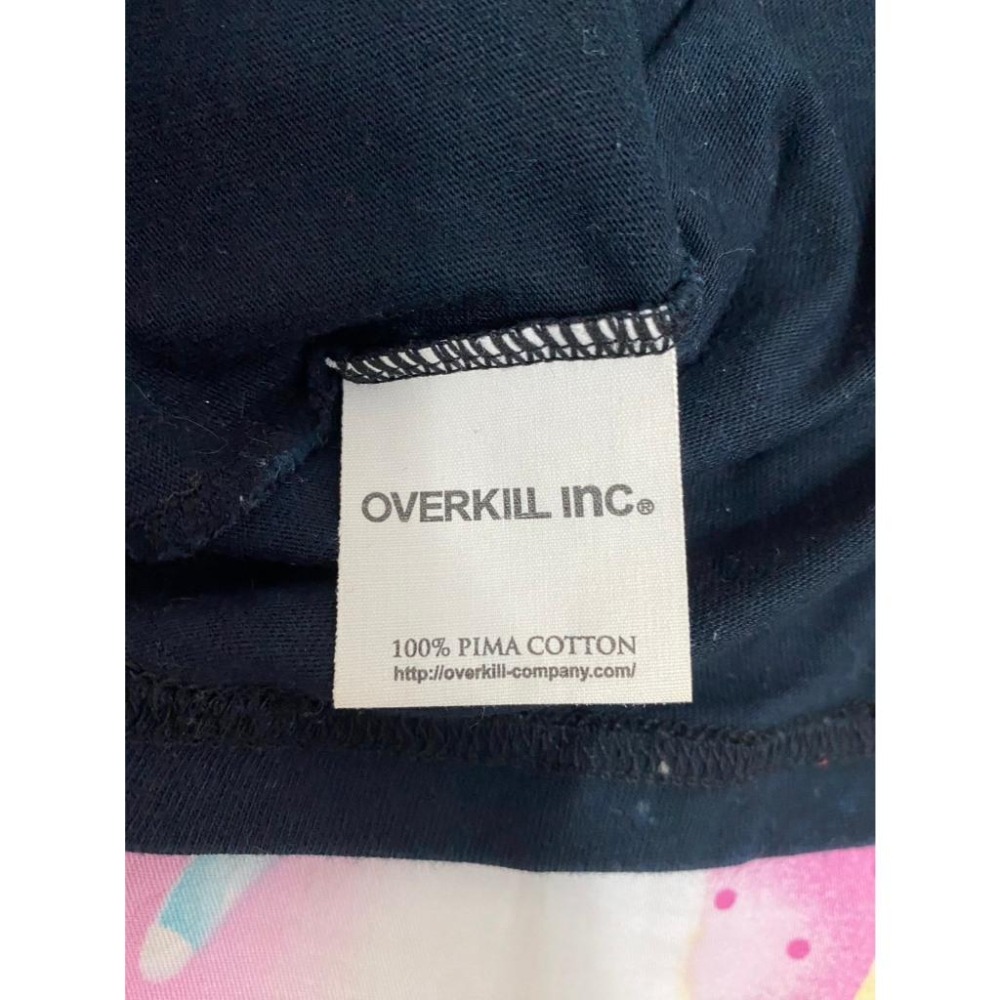 OVERKILL INC®
100% PIMA COTTON
http://overkill-company.com/